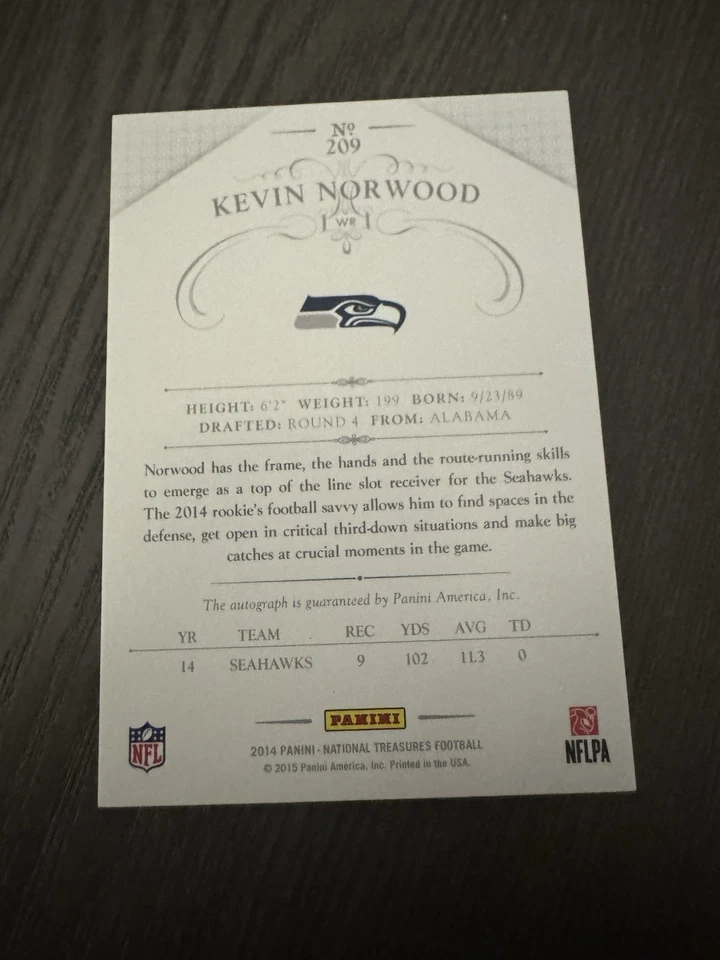 Nº
209
KEVIN NORWOOD
WR
HEIGHT: 6'2" WEIGHT: 199 BORN: 9/23/89
DRAFTED: ROUND 4 FROM: ALABAMA
Norwood has the frame, the hands and the route-running skills
to emerge as a top of the line slot receiver for the Seahawks.
The 2014 rookie's football savvy allows him to find spaces in the
defense, get open in critical third-down situations and make big
catches at crucial moments in the game.
The autograph is guaranteed by Panini America, Inc.
YR TEAM REC YDS AVG TD
14 SEAHAWKS 9 102 11.3 0
PANINI
NFL
2014 PANINI - NATIONAL TREASURES FOOTBALL
© 2015 Panini America, Inc. Printed in the USA.
NFLPA